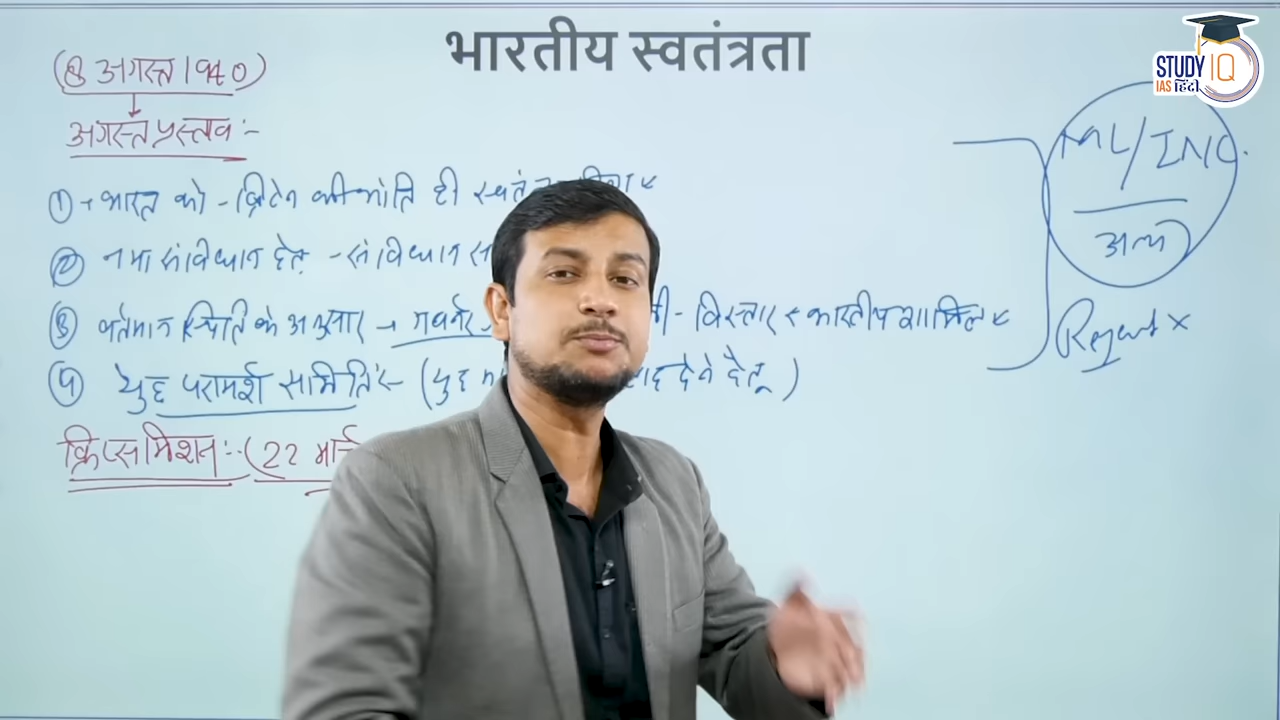 भारतीय स्वतंत्रता
STUDY IQ
IAS हिंदी
(8 अगस्त 1940)
अगस्त प्रस्ताव :-
① → भारत को - ब्रिटेन की भांति ही
② नया संविधान हेतु - संविधान
③ वर्तमान स्थिति के अनुसार → गवर्नर - विस्तार + भारतीय शामिल
④ युद्ध परामर्श समिति :- (युद्ध देने हेतू)
क्रिप्स मिशन :- (22 मार्च
ML/INC.
अन्य
Reject ×